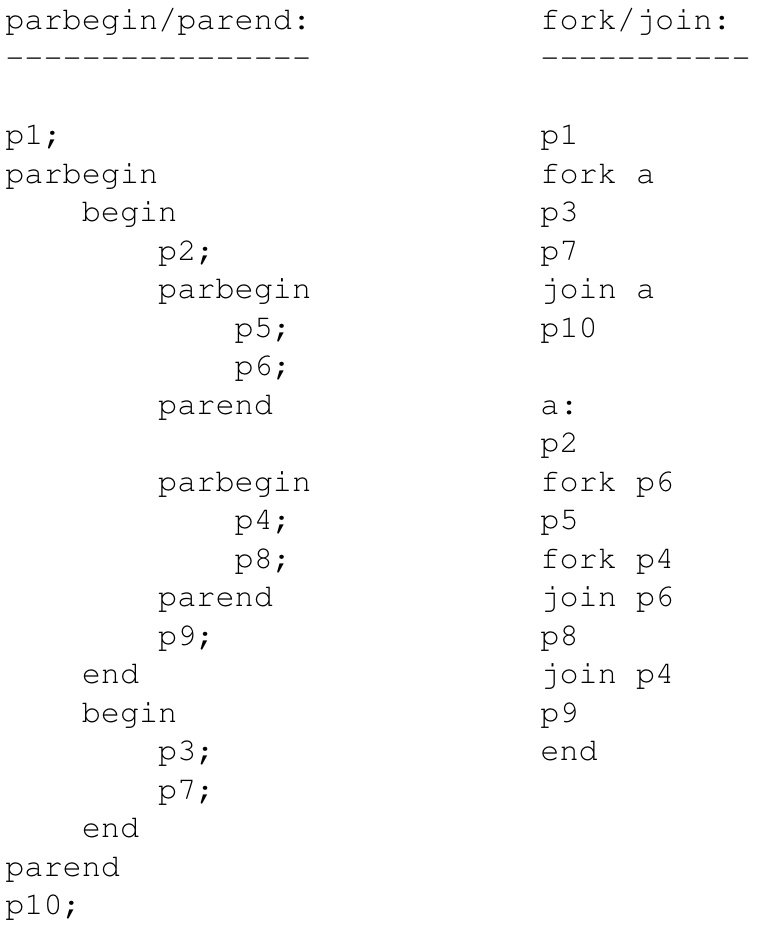 parbegin/parend:
----------------
p1;
parbegin
    begin
        p2;
        parbegin
            p5;
            p6;
        parend

        parbegin
            p4;
            p8;
        parend
        p9;
    end
    begin
        p3;
        p7;
    end
parend
p10;

fork/join:
-----------
p1
fork a
p3
p7
join a
p10

a:
p2
fork p6
p5
fork p4
join p6
p8
join p4
p9
end